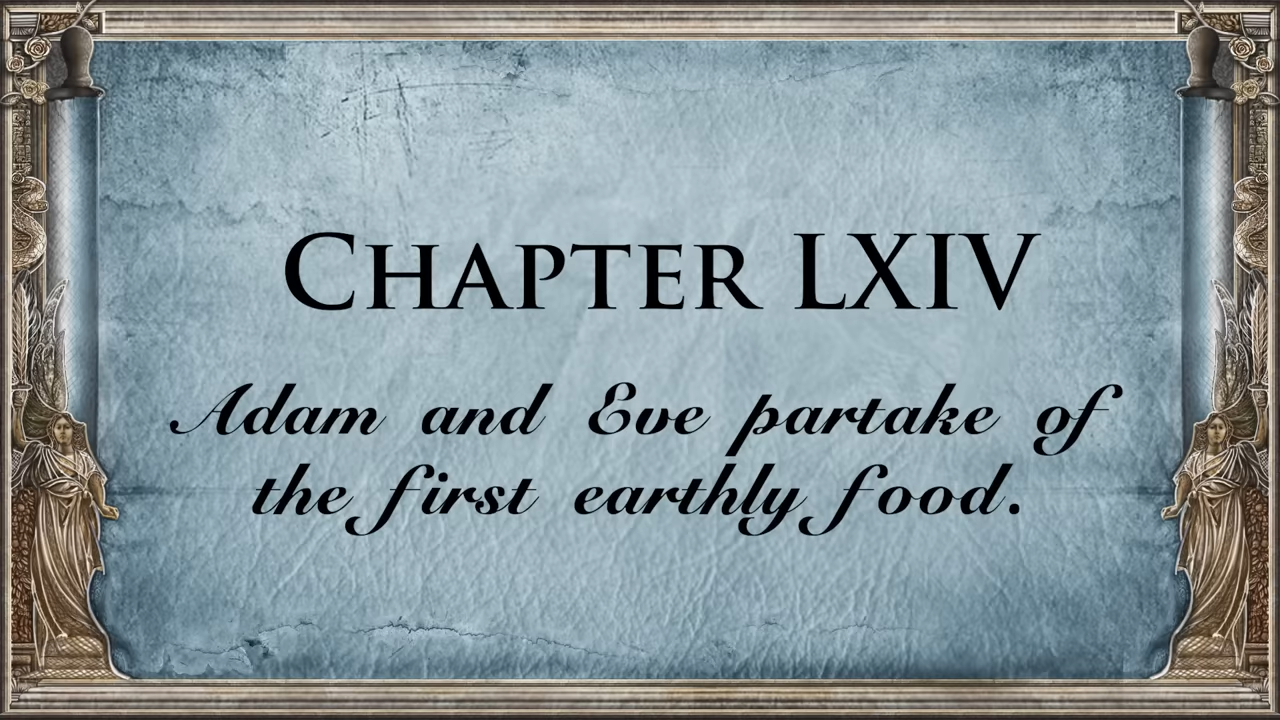 Chapter LXIV
Adam and Eve partake of
the first earthly food.